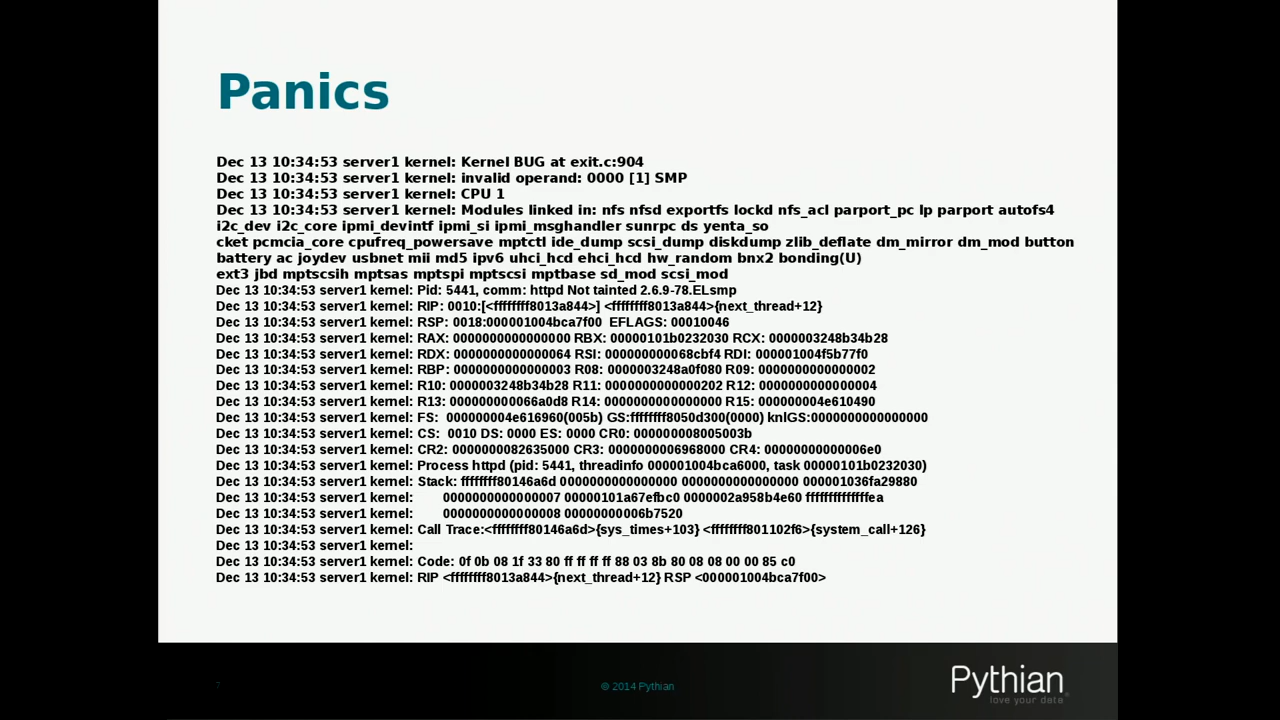 Panics
Dec 13 10:34:53 server1 kernel: Kernel BUG at exit.c:904
Dec 13 10:34:53 server1 kernel: invalid operand: 0000 [1] SMP
Dec 13 10:34:53 server1 kernel: CPU 1
Dec 13 10:34:53 server1 kernel: Modules linked in: nfs nfsd exportfs lockd nfs_acl parport_pc lp parport autofs4
i2c_dev i2c_core ipmi_devintf ipmi_si ipmi_msghandler sunrpc ds yenta_so
cket pcmcia_core cpufreq_powersave mptctl ide_dump scsi_dump diskdump zlib_deflate dm_mirror dm_mod button
battery ac joydev usbnet mii md5 ipv6 uhci_hcd ehci_hcd hw_random bnx2 bonding(U)
ext3 jbd mptscsih mptsas mptspi mptscsi mptbase sd_mod scsi_mod
Dec 13 10:34:53 server1 kernel: Pid: 5441, comm: httpd Not tainted 2.6.9-78.ELsmp
Dec 13 10:34:53 server1 kernel: RIP: 0010:[<ffffffff8013a844>] <ffffffff8013a844>{next_thread+12}
Dec 13 10:34:53 server1 kernel: RSP: 0018:000001004bca7f00  EFLAGS: 00010046
Dec 13 10:34:53 server1 kernel: RAX: 0000000000000000 RBX: 00000101b0232030 RCX: 0000003248b34b28
Dec 13 10:34:53 server1 kernel: RDX: 0000000000000064 RSI: 000000000068cbf4 RDI: 000001004f5b77f0
Dec 13 10:34:53 server1 kernel: RBP: 0000000000000003 R08: 0000003248a0f080 R09: 0000000000000002
Dec 13 10:34:53 server1 kernel: R10: 0000003248b34b28 R11: 0000000000000202 R12: 0000000000000004
Dec 13 10:34:53 server1 kernel: R13: 000000000066a0d8 R14: 0000000000000000 R15: 000000004e610490
Dec 13 10:34:53 server1 kernel: FS:  000000004e616960(005b) GS:ffffffff8050d300(0000) knlGS:0000000000000000
Dec 13 10:34:53 server1 kernel: CS:  0010 DS: 0000 ES: 0000 CR0: 000000008005003b
Dec 13 10:34:53 server1 kernel: CR2: 0000000082635000 CR3: 0000000006968000 CR4: 00000000000006e0
Dec 13 10:34:53 server1 kernel: Process httpd (pid: 5441, threadinfo 000001004bca6000, task 00000101b0232030)
Dec 13 10:34:53 server1 kernel: Stack: ffffffff80146a6d 0000000000000000 0000000000000000 000001036fa29880
Dec 13 10:34:53 server1 kernel:        0000000000000007 00000101a67efbc0 0000002a958b4e60 ffffffffffffffea
Dec 13 10:34:53 server1 kernel:        0000000000000008 00000000006b7520
Dec 13 10:34:53 server1 kernel: Call Trace:<ffffffff80146a6d>{sys_times+103} <ffffffff801102f6>{system_call+126}
Dec 13 10:34:53 server1 kernel:
Dec 13 10:34:53 server1 kernel: Code: 0f 0b 08 1f 33 80 ff ff ff ff 88 03 8b 80 08 08 00 00 85 c0
Dec 13 10:34:53 server1 kernel: RIP <ffffffff8013a844>{next_thread+12} RSP <000001004bca7f00>
7
© 2014 Pythian
Pythian
love your data